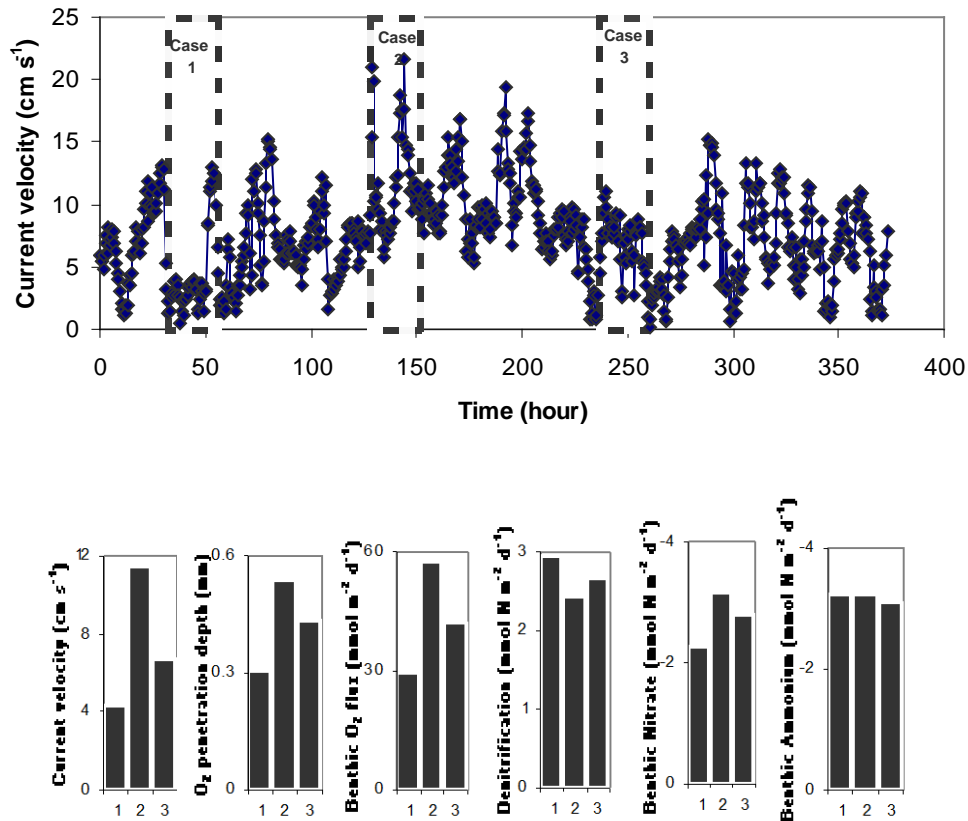 25
20
15
10
5
0
Current velocity (cm s-1)
Case
1
Case
2
Case
3
0 50 100 150 200 250 300 350 400
Time (hour)
Current velocity (cm s-1)
12
8
4
0
1 2 3
O2 penetration depth (mm)
0.6
0.3
0
1 2 3
Benthic O2 flux (mmol m-2 d-1)
60
30
0
1 2 3
Denitrification (mmol N m-2 d-1)
3
2
1
0
1 2 3
Benthic Nitrate (mmol N m-2 d-1)
-4
-2
0
1 2 3
Benthic Ammonium (mmol N m-2 d-1)
-4
-2
-0
1 2 3